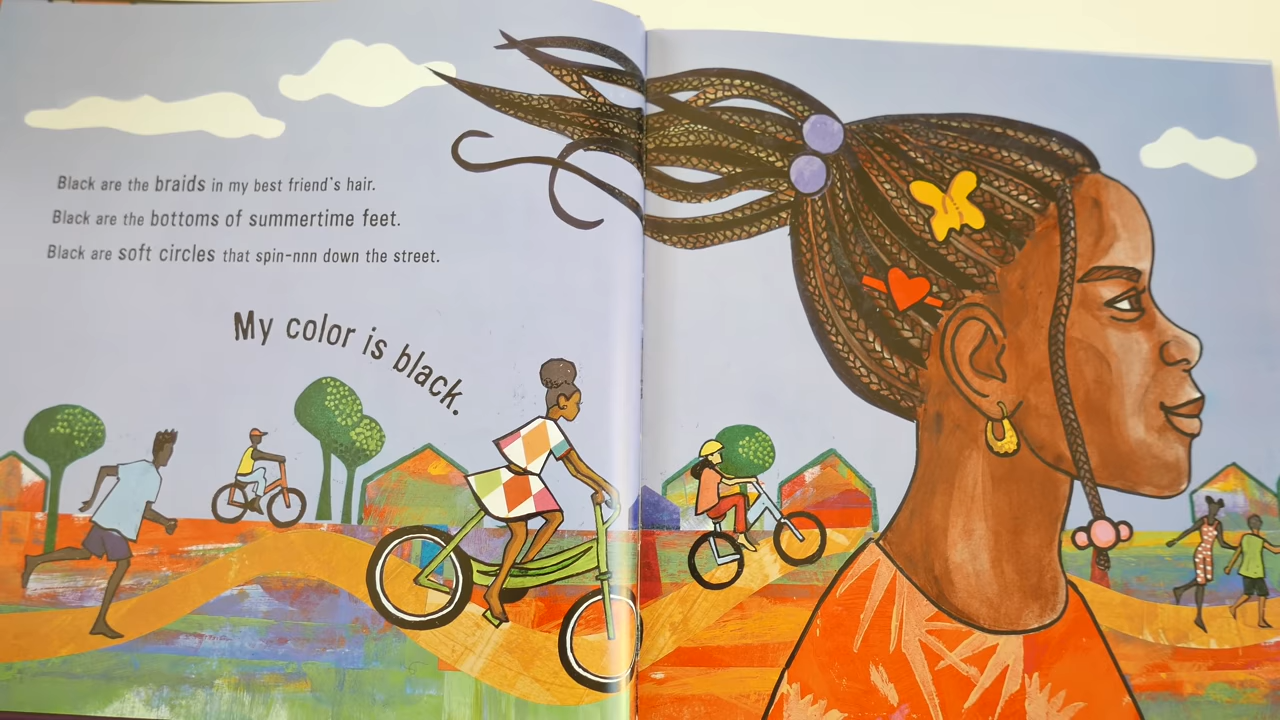 Black are the braids in my best friend's hair.
Black are the bottoms of summertime feet.
Black are soft circles that spin-nnn down the street.
My color is black.